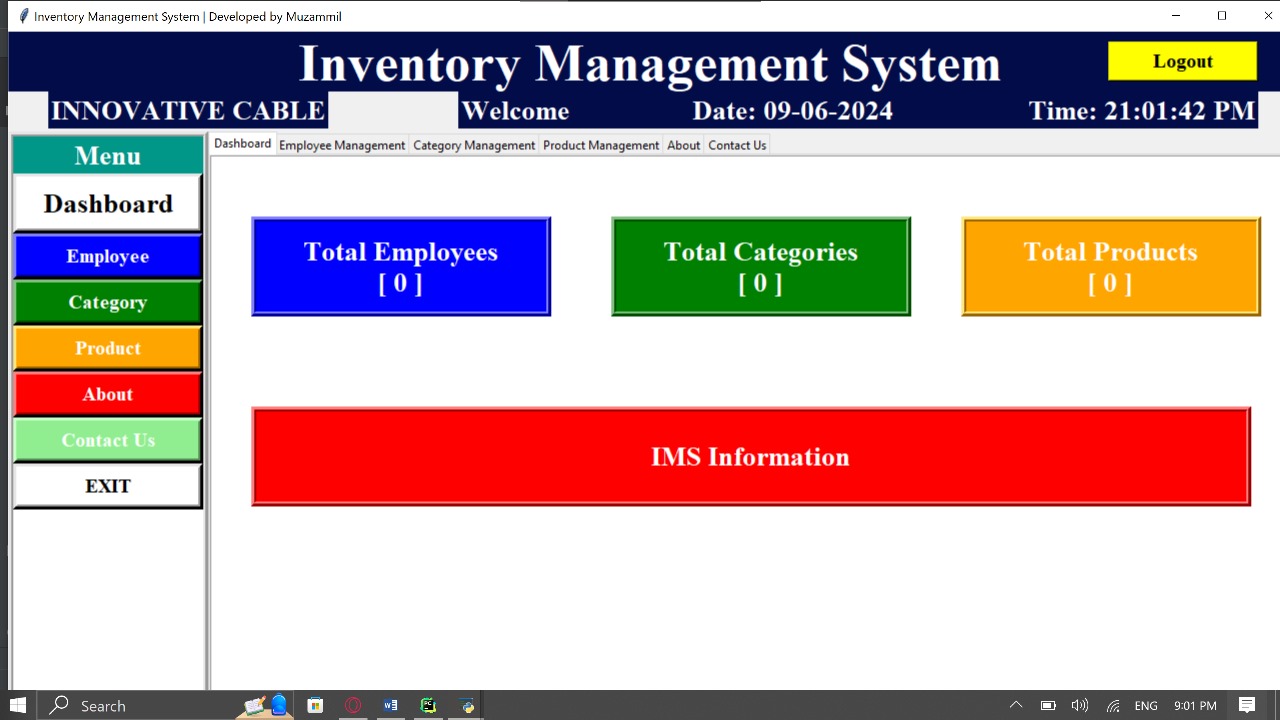 Inventory Management System | Developed by Muzammil
Inventory Management System
Logout
INNOVATIVE CABLE
Welcome
Date: 09-06-2024
Time: 21:01:42 PM
Menu
Dashboard
Employee
Category
Product
About
Contact Us
EXIT
Dashboard Employee Management Category Management Product Management About Contact Us
Total Employees
[ 0 ]
Total Categories
[ 0 ]
Total Products
[ 0 ]
IMS Information
Search
ENG
9:01 PM